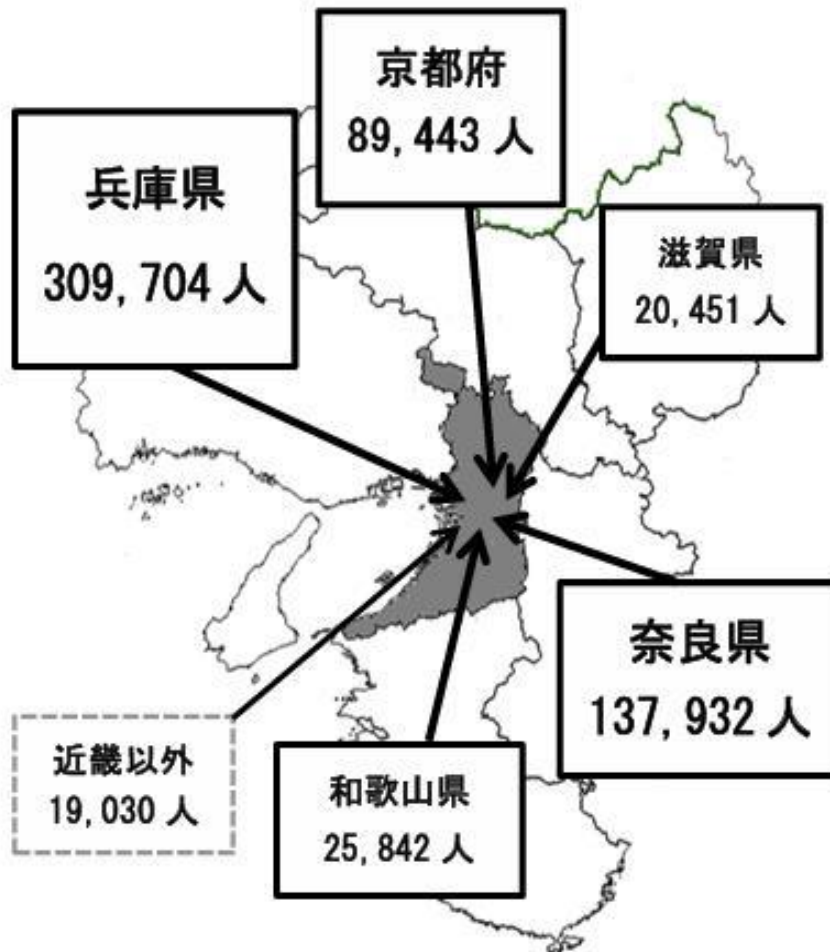 京都府
89,443 人
兵庫県
309,704 人
滋賀県
20,451 人
奈良県
137,932 人
近畿以外
19,030 人
和歌山県
25,842 人